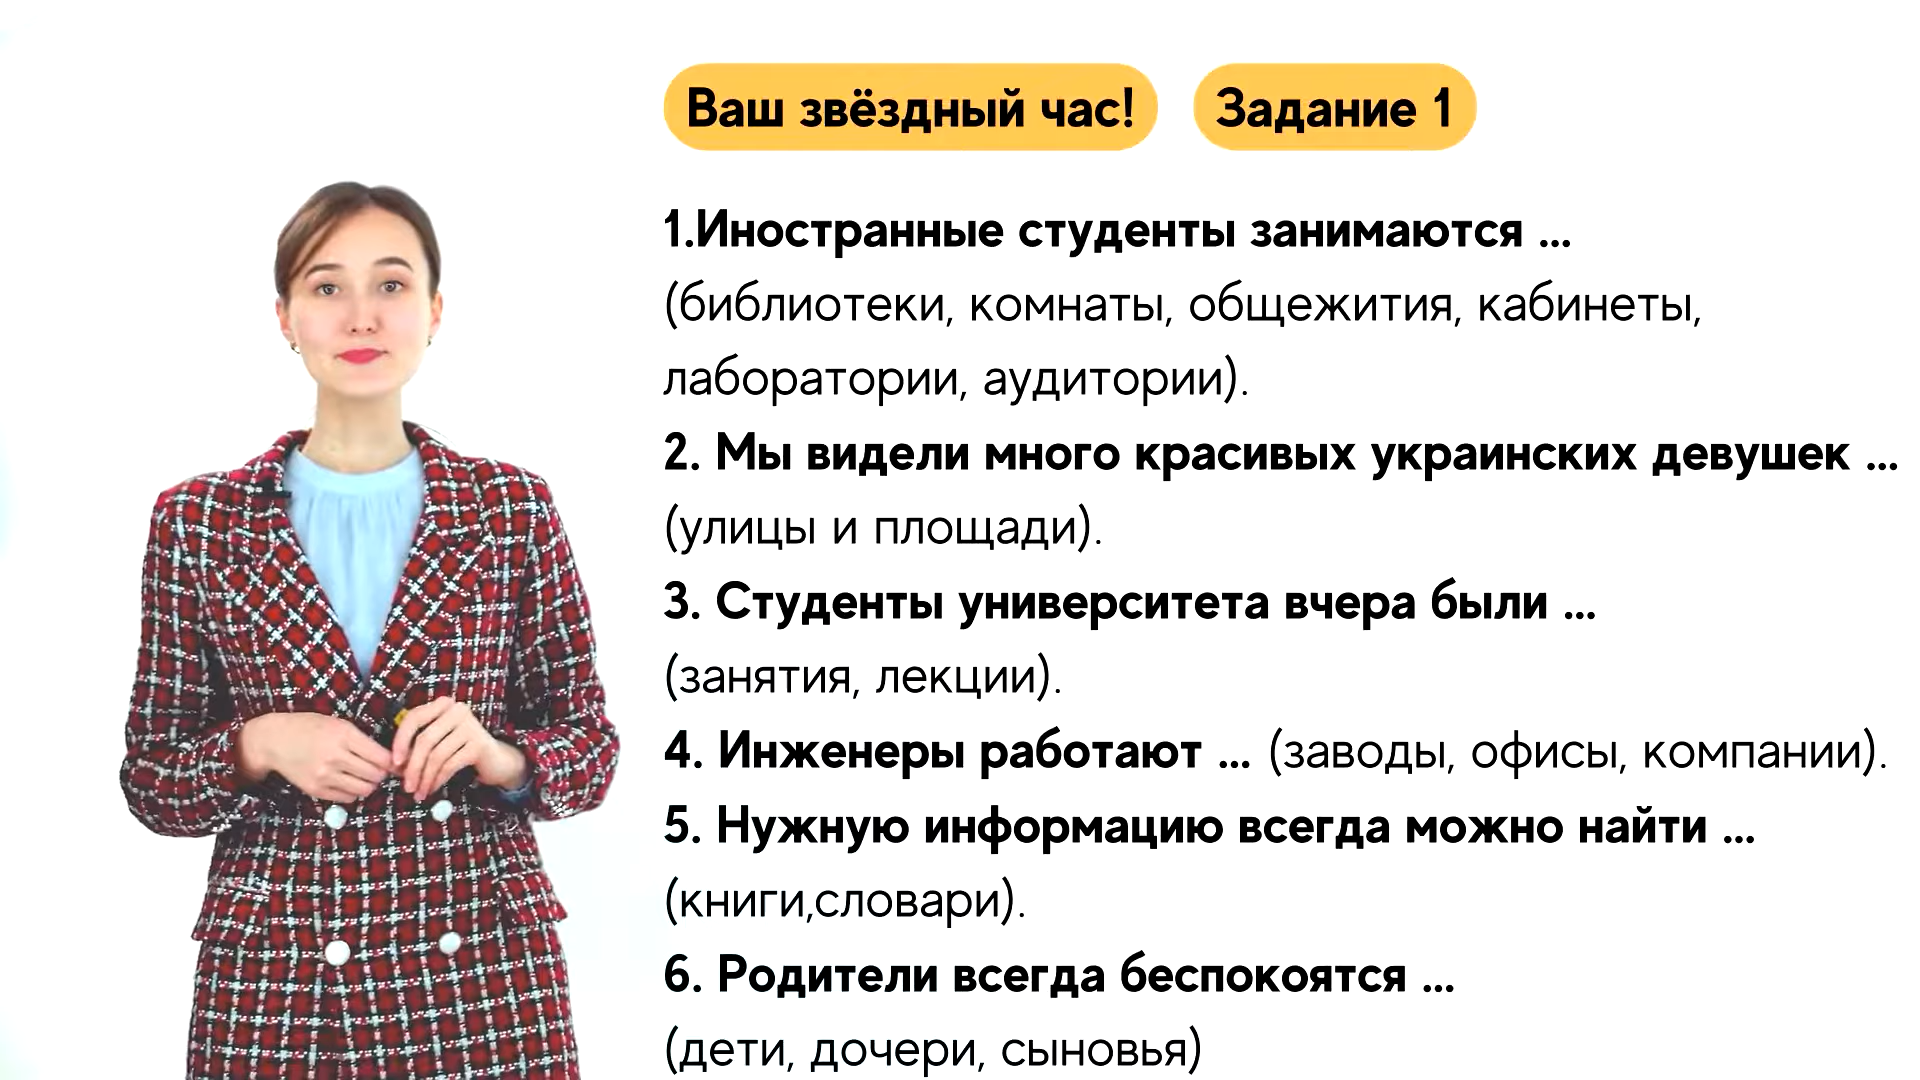 Ваш звёздный час! Задание 1
1.Иностранные студенты занимаются ...
(библиотеки, комнаты, общежития, кабинеты,
лаборатории, аудитории).
2. Мы видели много красивых украинских девушек ...
(улицы и площади).
3. Студенты университета вчера были ...
(занятия, лекции).
4. Инженеры работают ... (заводы, офисы, компании).
5. Нужную информацию всегда можно найти ...
(книги,словари).
6. Родители всегда беспокоятся ...
(дети, дочери, сыновья)